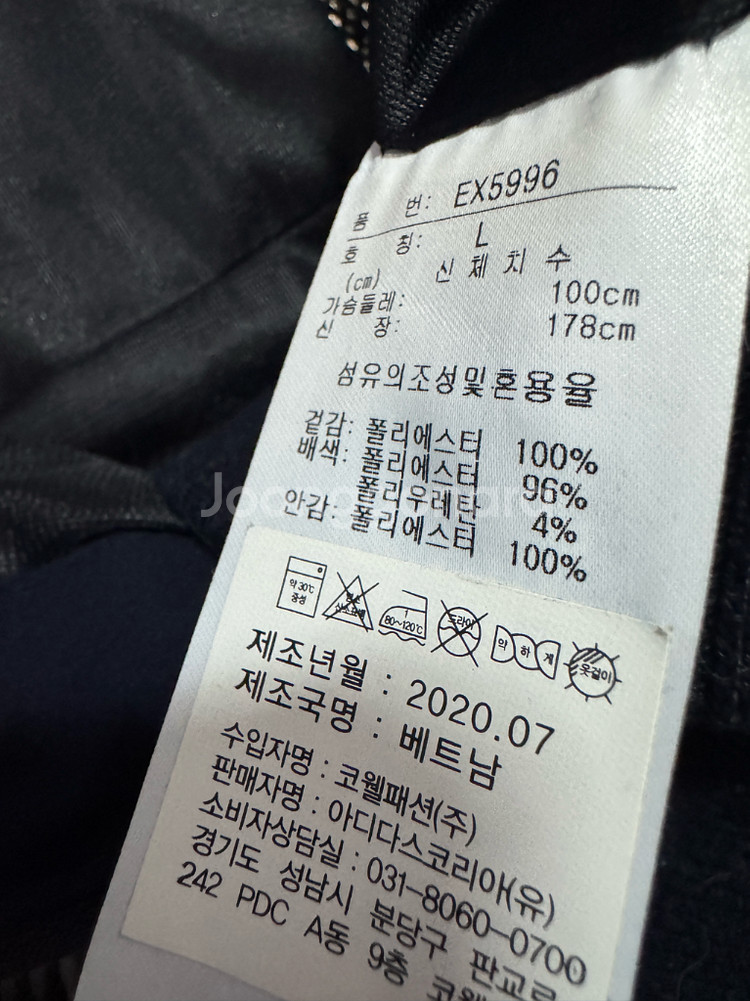 품 번: EX5996
호 칭: L
(cm) 신 체 치 수
가슴둘레: 100cm
신 장: 178cm
섬유의조성및혼용율
겉감: 폴리에스터 100%
배색: 폴리에스터 96%
폴리우레탄 4%
안감: 폴리에스터 100%
약 30℃ 중성
80~120℃
드라이
약 하 게
옷걸이
제조년월 : 2020.07
제조국명 : 베트남
수입자명 : 코웰패션(주)
판매자명 : 아디다스코리아(유)
소비자상담실 : 031-8060-0700
경기도 성남시 분당구 판교로
242 PDC A동 9층 코웰